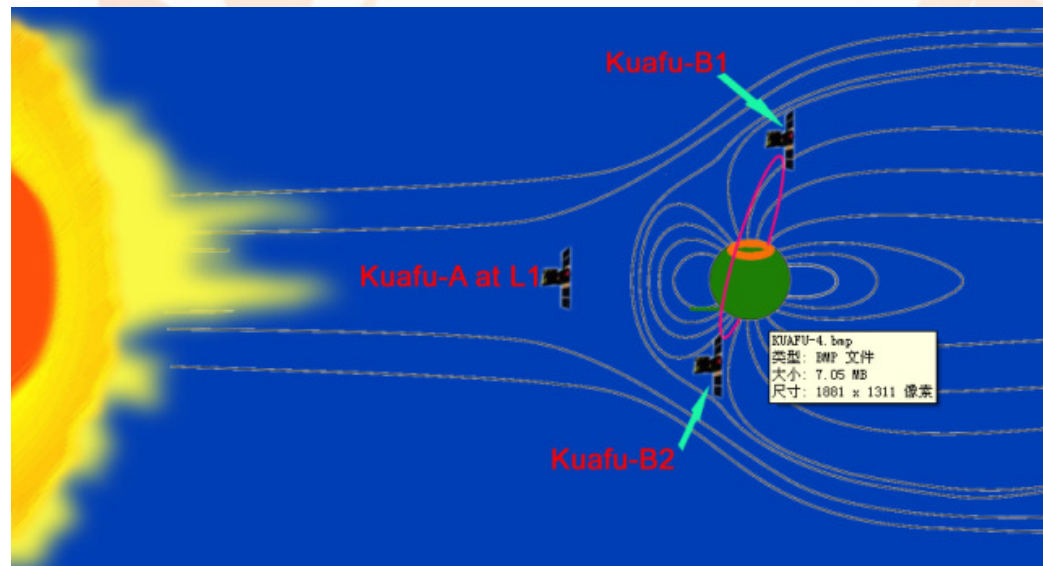 Kuafu-B1
Kuafu-A at L1
KUAFU-4.bmp
类型: BMP 文件
大小: 7.05 MB
尺寸: 1881 x 1311 像素
Kuafu-B2